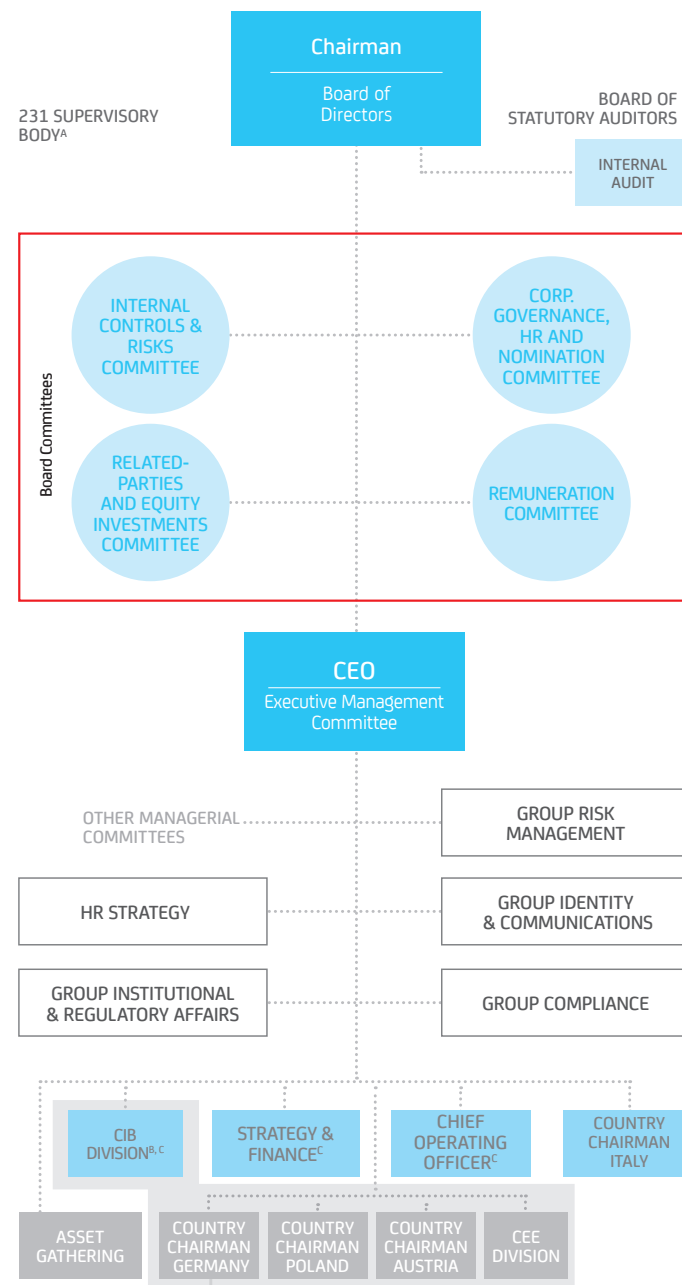 Chairman
Board of
Directors
231 SUPERVISORY
BODYᴬ
BOARD OF
STATUTORY AUDITORS
INTERNAL
AUDIT
Board Committees
INTERNAL
CONTROLS &
RISKS
COMMITTEE
CORP.
GOVERNANCE,
HR AND
NOMINATION
COMMITTEE
RELATED-
PARTIES
AND EQUITY
INVESTMENTS
COMMITTEE
REMUNERATION
COMMITTEE
CEO
Executive Management
Committee
OTHER MANAGERIAL
COMMITTEES
GROUP RISK
MANAGEMENT
HR STRATEGY
GROUP IDENTITY
& COMMUNICATIONS
GROUP INSTITUTIONAL
& REGULATORY AFFAIRS
GROUP COMPLIANCE
CIB
DIVISIONᴮ, ᶜ
STRATEGY &
FINANCEᶜ
CHIEF
OPERATING
OFFICERᶜ
COUNTRY
CHAIRMAN
ITALY
ASSET
GATHERING
COUNTRY
CHAIRMAN
GERMANY
COUNTRY
CHAIRMAN
POLAND
COUNTRY
CHAIRMAN
AUSTRIA
CEE
DIVISION